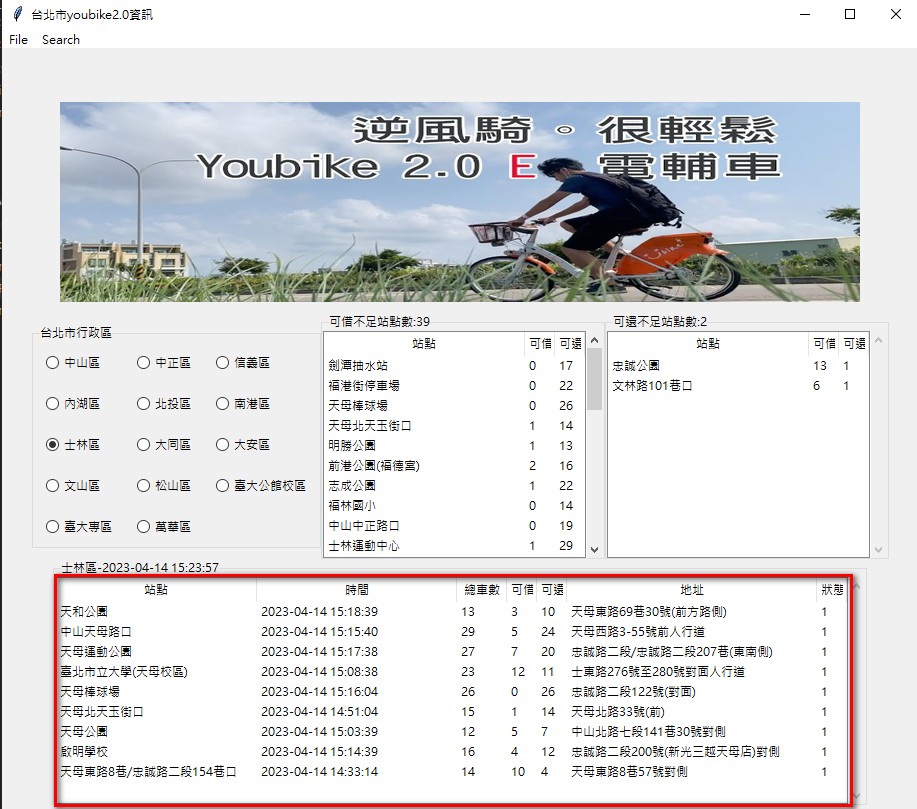 台北市youbike2.0資訊
File Search
逆風騎。很輕鬆
Youbike 2.0 E 電輔車
台北市行政區
中山區 中正區 信義區
內湖區 北投區 南港區
士林區 大同區 大安區
文山區 松山區 臺大公館校區
臺大專區 萬華區
可借不足站點數:39
站點 可借 可還
劍潭抽水站 0 17
福港街停車場 0 22
天母棒球場 0 26
天母北天玉街口 1 14
明勝公園 1 13
前港公園(福德宮) 2 16
志成公園 1 22
福林國小 0 14
中山中正路口 0 19
士林運動中心 1 29
可還不足站點數:2
站點 可借 可還
忠誠公園 13 1
文林路101巷口 6 1
士林區-2023-04-14 15:23:57
站點 時間 總車數 可借 可還 地址 狀態
天和公園 2023-04-14 15:18:39 13 3 10 天母東路69巷30號(前方路側) 1
中山天母路口 2023-04-14 15:15:40 29 5 24 天母西路3-55號前人行道 1
天母運動公園 2023-04-14 15:17:38 27 7 20 忠誠路二段/忠誠路二段207巷(東南側) 1
臺北市立大學(天母校區) 2023-04-14 15:08:38 23 12 11 士東路276號至280號對面人行道 1
天母棒球場 2023-04-14 15:16:04 26 0 26 忠誠路二段122號(對面) 1
天母北天玉街口 2023-04-14 14:51:04 15 1 14 天母北路33號(前) 1
天母公園 2023-04-14 15:03:39 12 5 7 中山北路七段141巷30號對側 1
啟明學校 2023-04-14 15:14:39 16 4 12 忠誠路二段200號(新光三越天母店)對側 1
天母東路8巷/忠誠路二段154巷口 2023-04-14 14:33:14 14 10 4 天母東路8巷57號對側 1